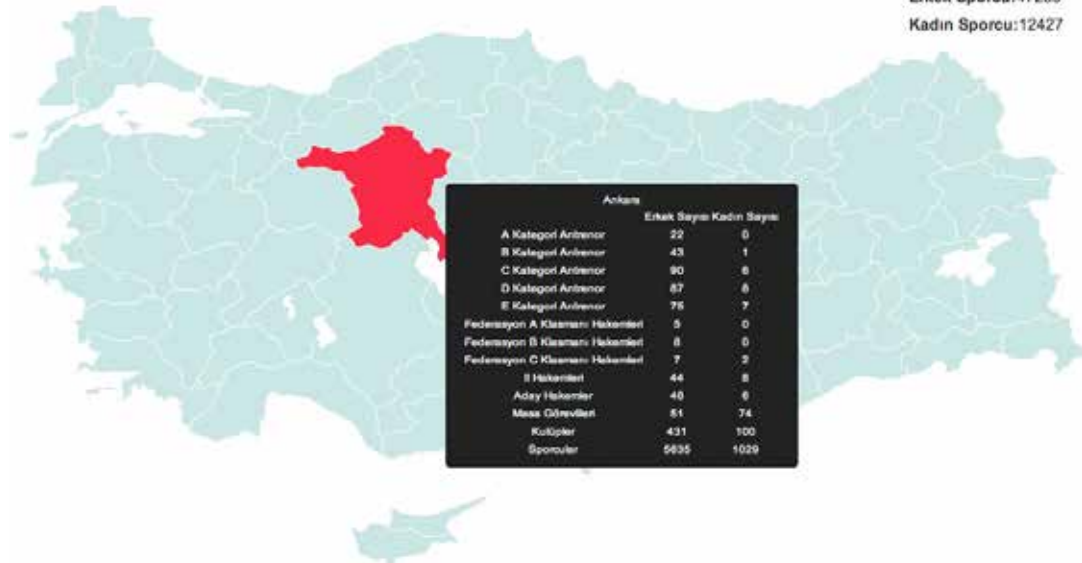 Kadın Sporcu:12427
Ankara
Erkek Sayısı Kadın Sayısı
A Kategori Antrenor 22 0
B Kategori Antrenor 43 1
C Kategori Antrenor 90 6
D Kategori Antrenor 87 8
E Kategori Antrenor 75 7
Federasyon A Klasmanı Hakemleri 5 0
Federasyon B Klasmanı Hakemleri 8 0
Federasyon C Klasmanı Hakemleri 7 2
İl Hakemleri 44 8
Aday Hakemler 48 6
Masa Görevlileri 51 74
Kulüpler 431 100
Sporcular 5635 1029